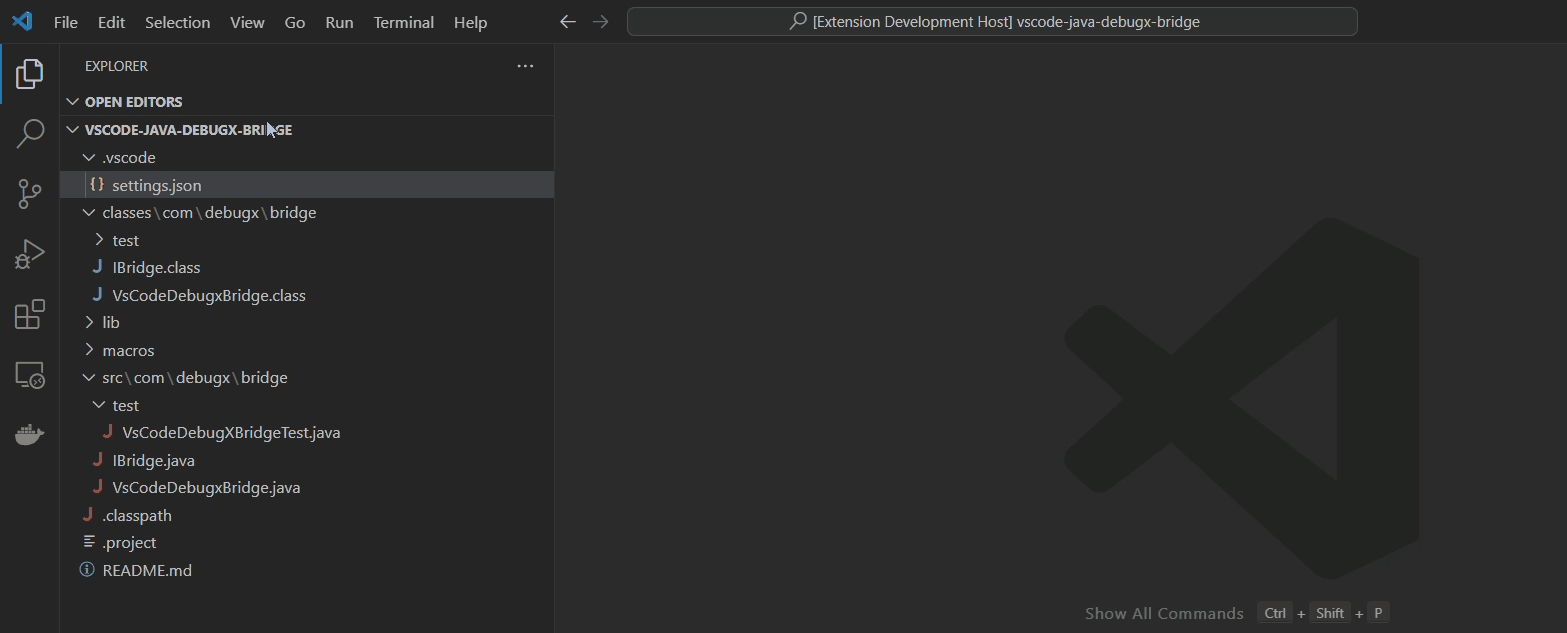 File Edit Selection View Go Run Terminal Help ← → [Extension Development Host] vscode-java-debugx-bridge
EXPLORER ...
OPEN EDITORS
VSCODE-JAVA-DEBUGX-BRIDGE
.vscode
{} settings.json
classes\com\debugx\bridge
test
J IBridge.class
J VsCodeDebugxBridge.class
lib
macros
src\com\debugx\bridge
test
J VsCodeDebugXBridgeTest.java
J IBridge.java
J VsCodeDebugxBridge.java
J .classpath
.project
README.md
Show All Commands Ctrl + Shift + P